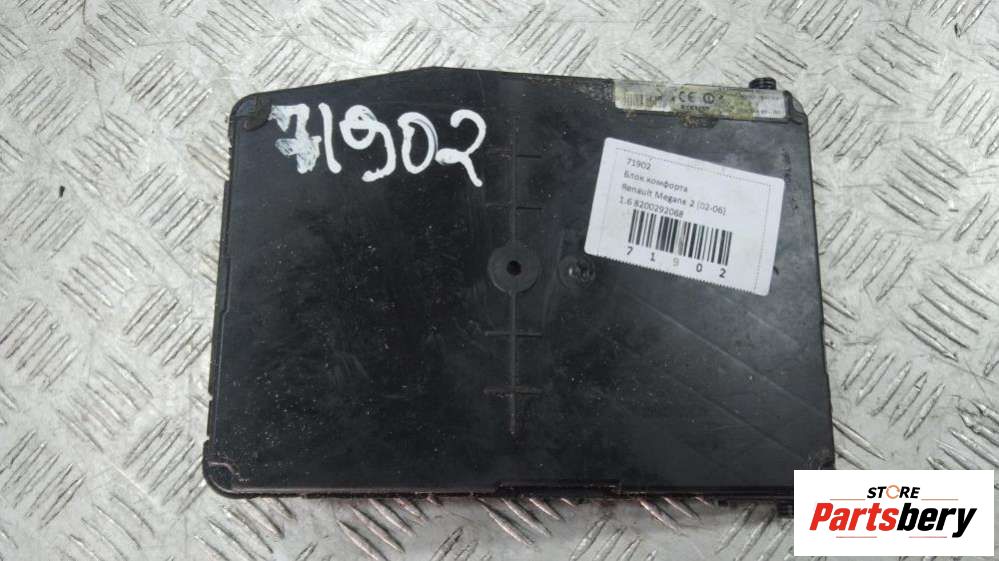 71902
CE
71902
Блок комфорта
Renault Megane 2 (02-06)
1.6 8200292068
7 1 9 0 2
STORE
Partsbery